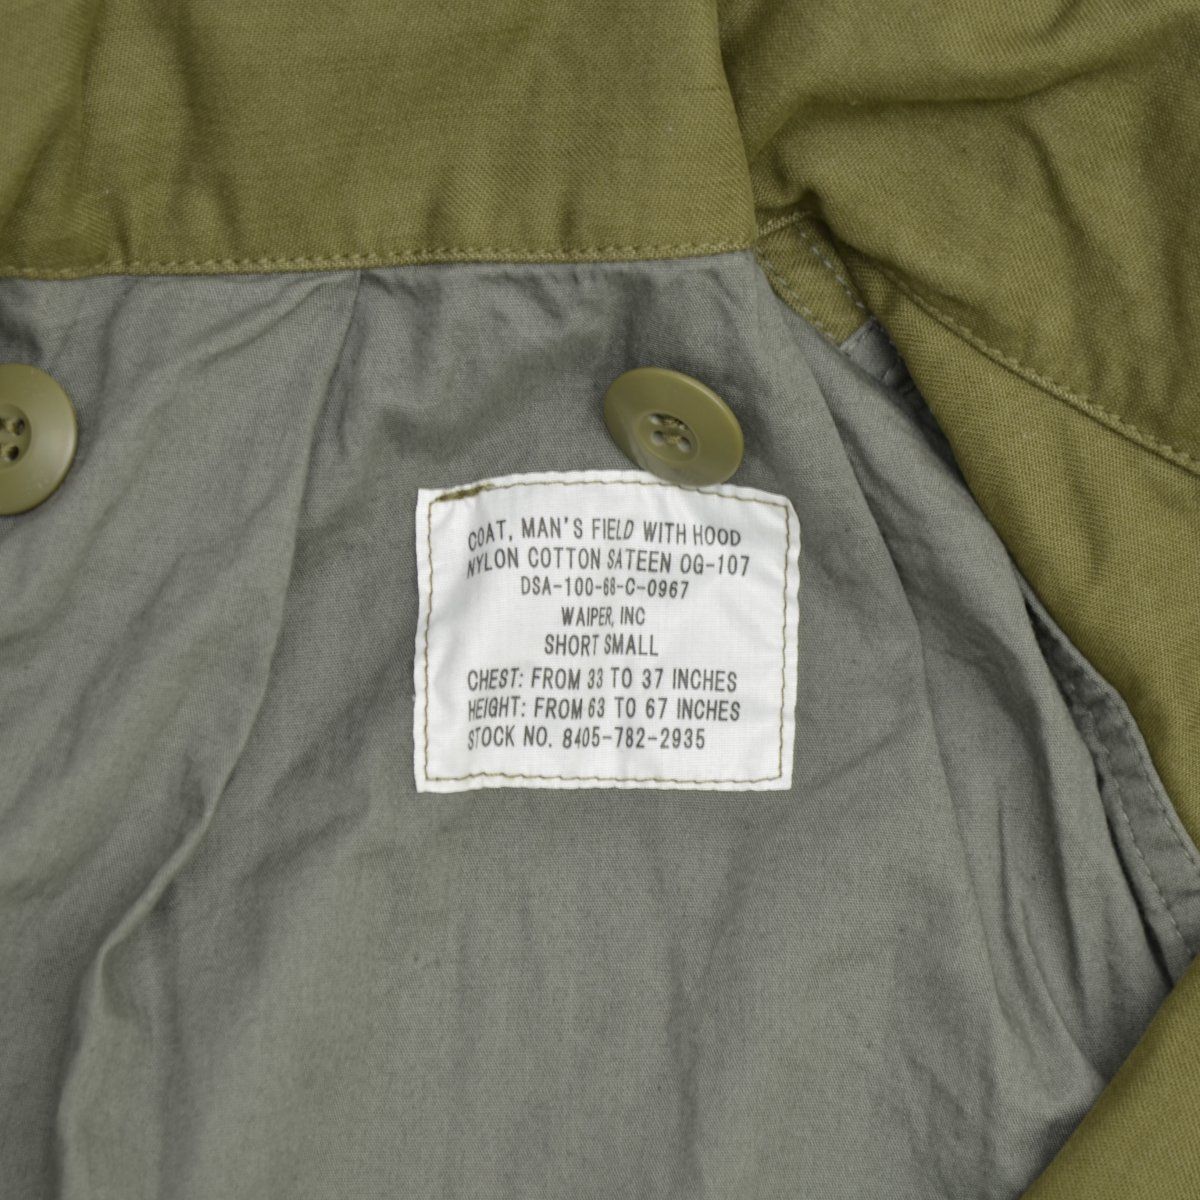 COAT, MAN'S FIELD WITH HOOD
NYLON COTTON SATEEN OG-107
DSA-100-68-C-0967
WAIPER, INC
SHORT SMALL
CHEST: FROM 33 TO 37 INCHES
HEIGHT: FROM 63 TO 67 INCHES
STOCK NO. 8405-782-2935